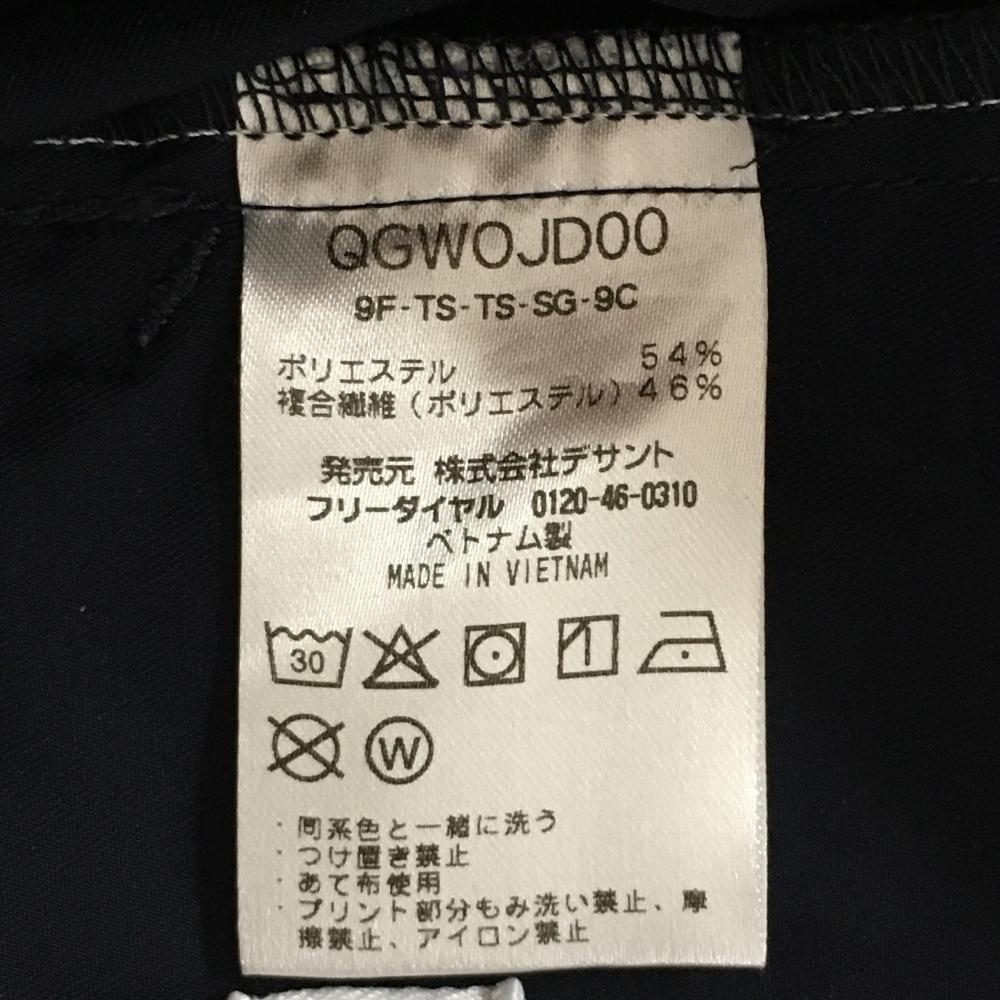 QGWOJD00
9F-TS-TS-SG-9C
ポリエステル 54%
複合繊維(ポリエステル)46%
発売元 株式会社デサント
フリーダイヤル 0120-46-0310
ベトナム製
MADE IN VIETNAM
30
W
・同系色と一緒に洗う
・つけ置き禁止
・あて布使用
・プリント部分もみ洗い禁止、摩
擦禁止、アイロン禁止